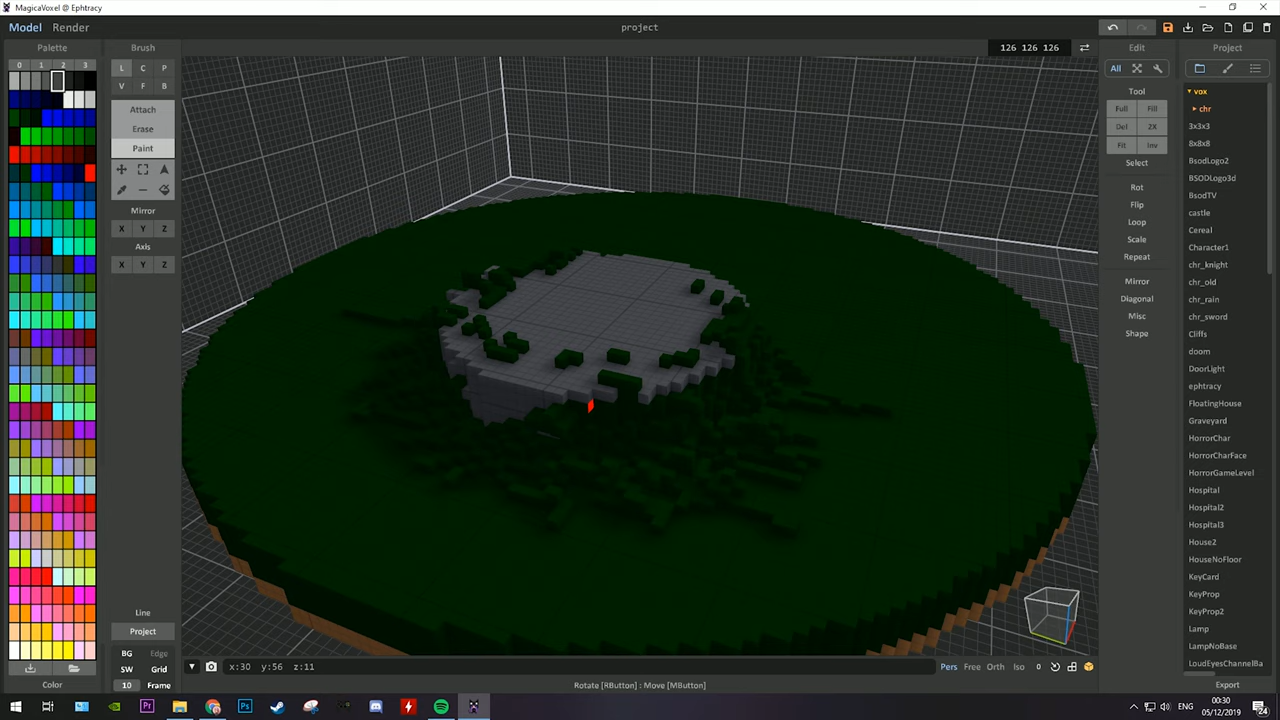 MagicaVoxel @ Ephtracy
Model Render
project
Palette
Brush
126 126 126
Edit
Project
0 1 2 3
L C P
V F B
All
Attach
Erase
Paint
Tool
Full Fill
Del 2X
Fit Inv
Select
Mirror
X Y Z
Axis
X Y Z
Rot
Flip
Loop
Scale
Repeat
Mirror
Diagonal
Misc
Shape
vox
chr
3x3x3
8x8x8
BsodLogo2
BSODLogo3d
BsodTV
castle
Cereal
Character1
chr_knight
chr_old
chr_rain
chr_sword
Cliffs
doom
DoorLight
ephtracy
FloatingHouse
Graveyard
HorrorChar
HorrorCharFace
HorrorGameLevel
Hospital
Hospital2
Hospital3
House2
HouseNoFloor
KeyCard
KeyProp
KeyProp2
Lamp
LampNoBase
LoudEyesChannelBa
Line
Project
BG Edge
SW Grid
10 Frame
Color
x:30 y:56 z:11
Pers Free Orth Iso 0
Rotate [RButton] : Move [MButton]
Export
Pr
Ps
ENG
00:30
05/12/2019
24